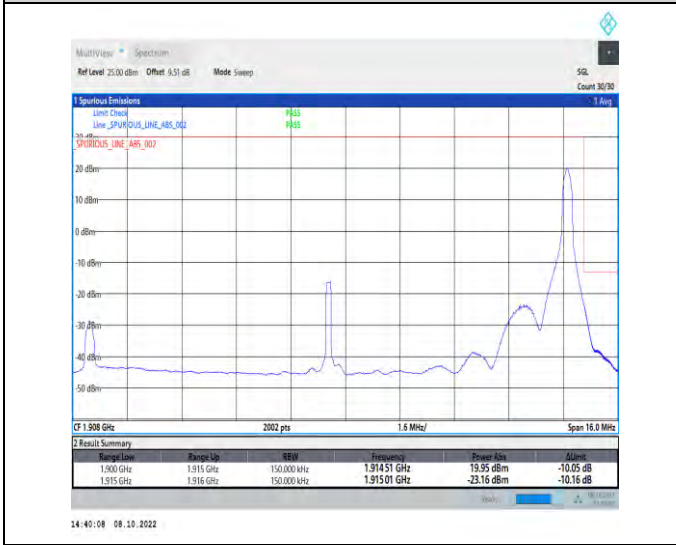 MultiView Spectrum
Ref Level 25.00 dBm Offset 9.51 dB Mode Sweep SGL
Count 30/30
1 Spurious Emissions 1 Avg
Limit Check PASS
Line _SPURIOUS_LINE_ABS_002 PASS
30 dBm
_SPURIOUS_LINE_ABS_002
20 dBm
10 dBm
0 dBm
-10 dBm
-20 dBm
-30 dBm
-40 dBm
-50 dBm
CF 1.908 GHz 2002 pts 1.6 MHz/ Span 16.0 MHz
2 Result Summary
Range Low Range Up RBW Frequency Power Abs ΔLimit
1.900 GHz 1.915 GHz 150.000 kHz 1.91451 GHz 19.95 dBm -10.05 dB
1.915 GHz 1.916 GHz 150.000 kHz 1.91501 GHz -23.16 dBm -10.16 dB
Ready
14:40:08 08.10.2022